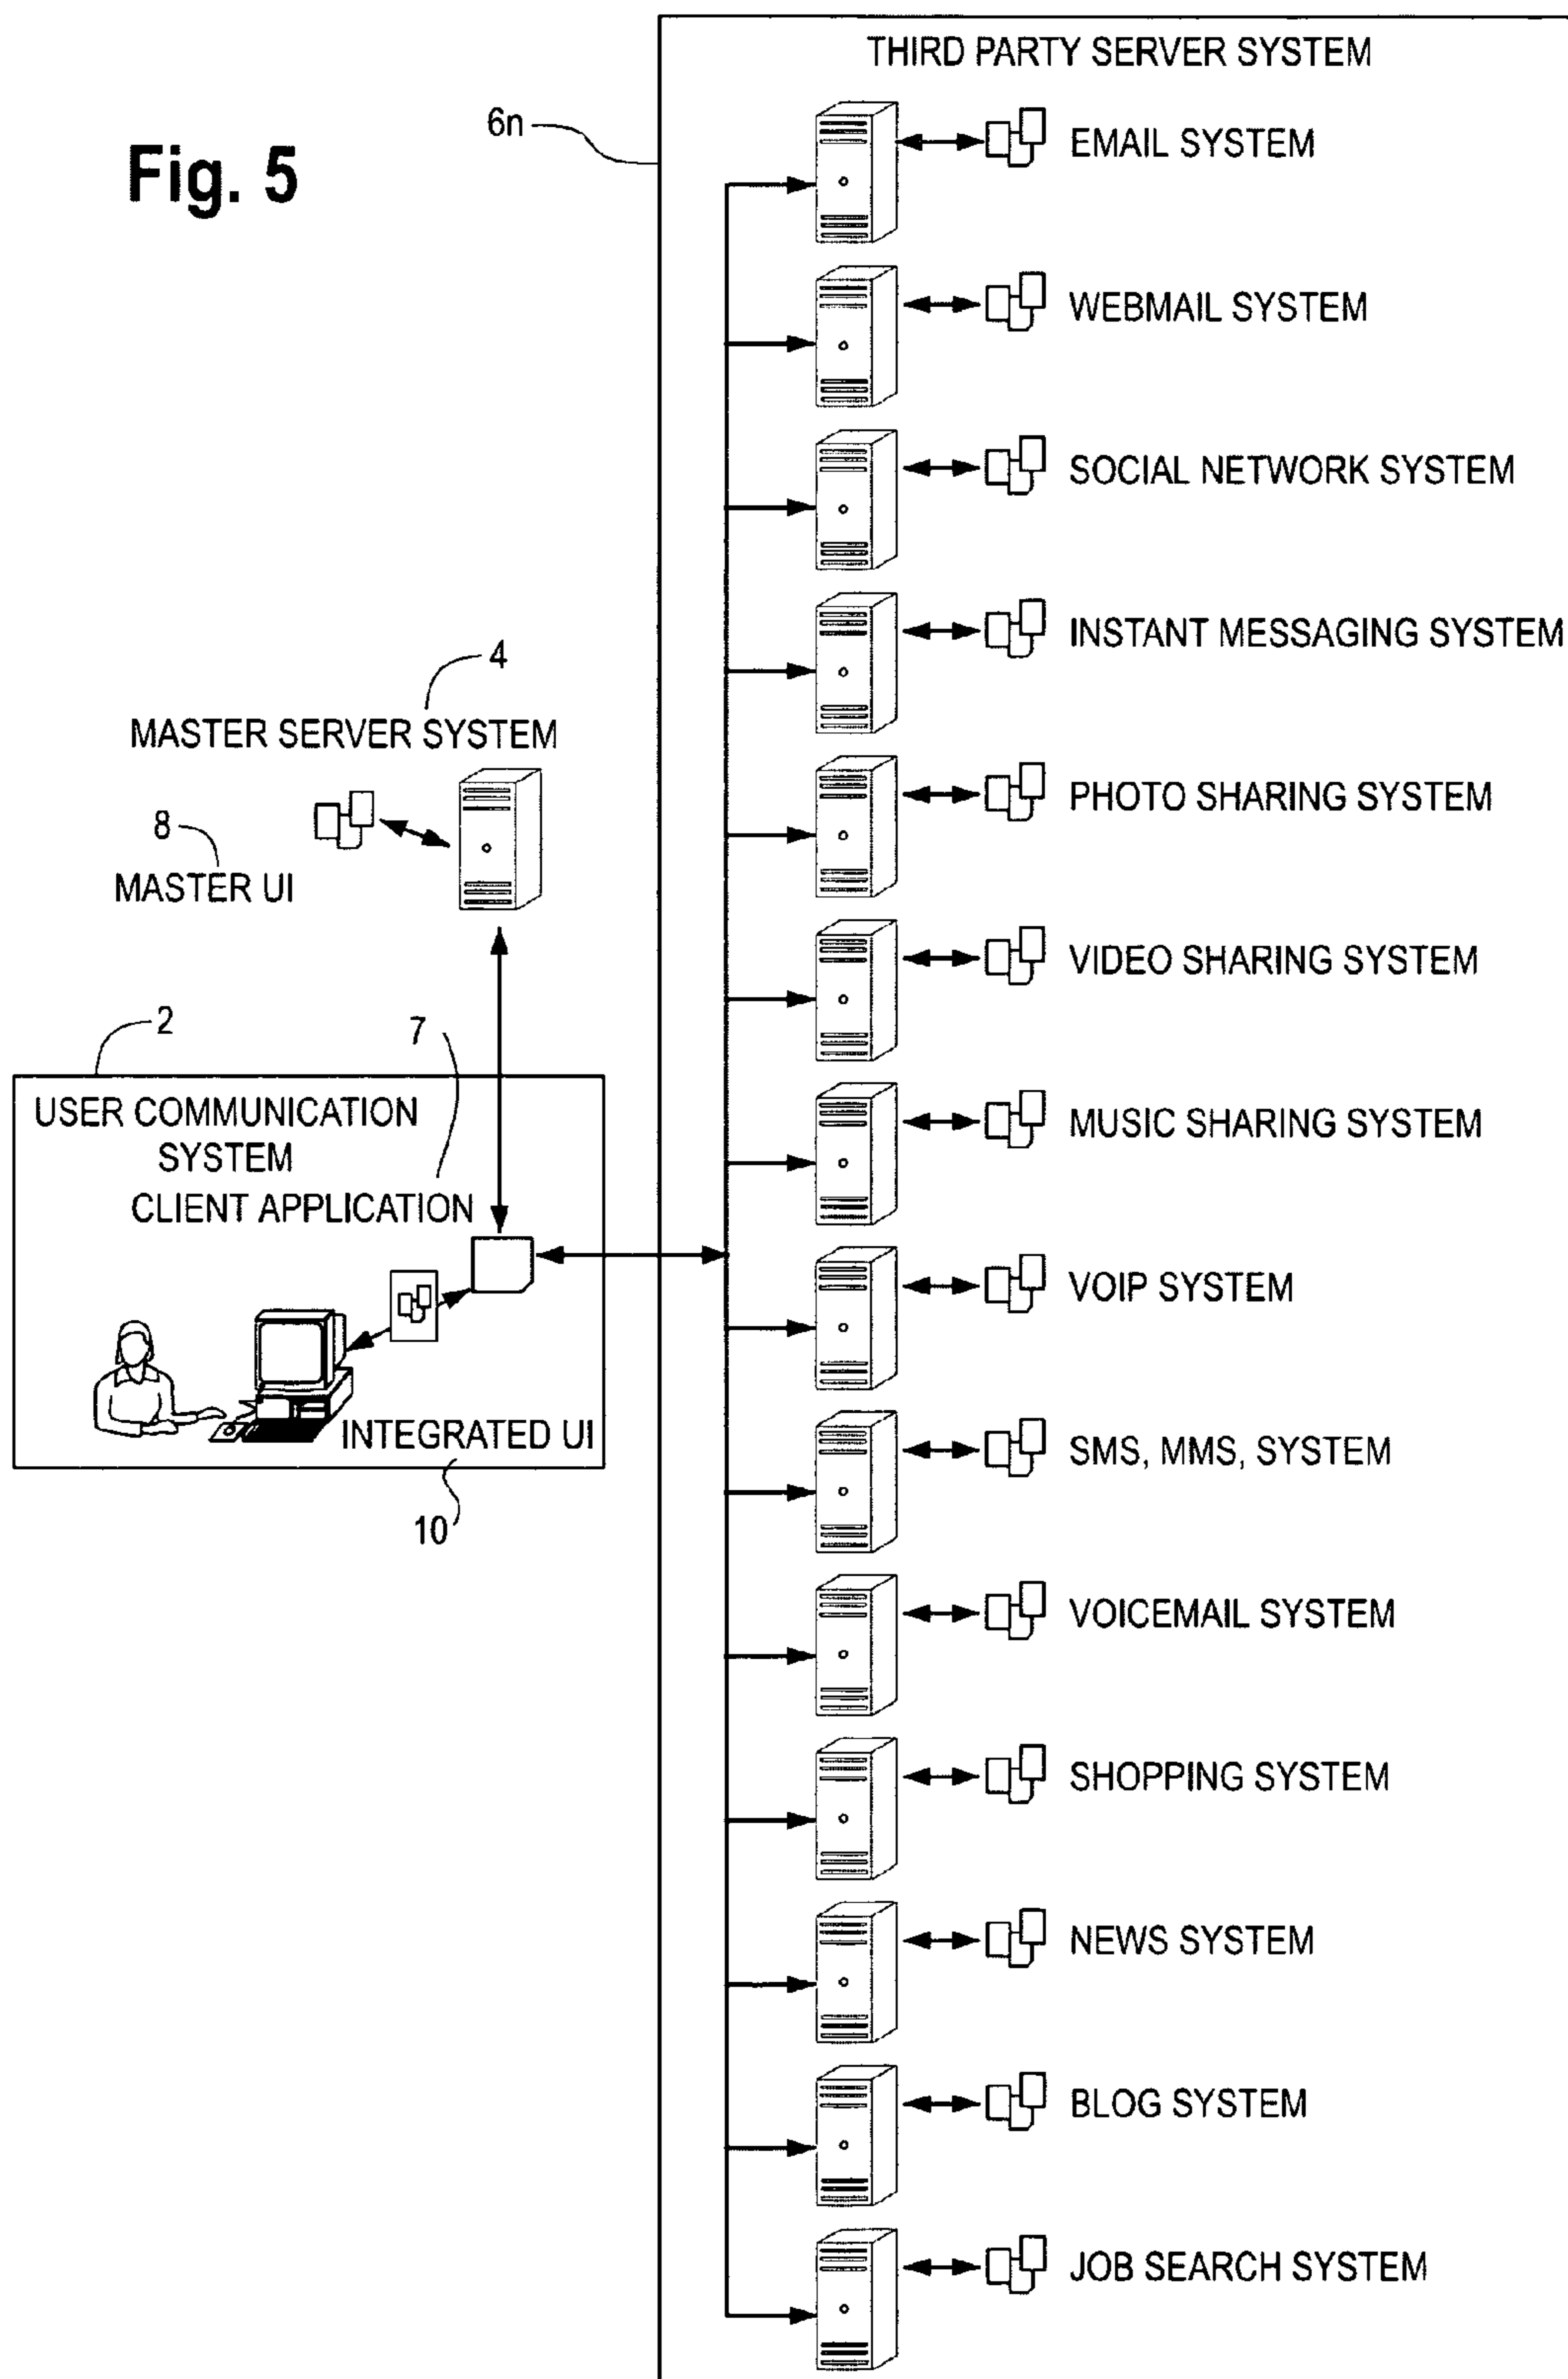 THIRD PARTY SERVER SYSTEM
6n
Fig. 5
EMAIL SYSTEM
WEBMAIL SYSTEM
SOCIAL NETWORK SYSTEM
INSTANT MESSAGING SYSTEM
4
MASTER SERVER SYSTEM
8
MASTER UI
PHOTO SHARING SYSTEM
VIDEO SHARING SYSTEM
2
7
USER COMMUNICATION
SYSTEM
CLIENT APPLICATION
INTEGRATED UI
10
MUSIC SHARING SYSTEM
VOIP SYSTEM
SMS, MMS, SYSTEM
VOICEMAIL SYSTEM
SHOPPING SYSTEM
NEWS SYSTEM
BLOG SYSTEM
JOB SEARCH SYSTEM